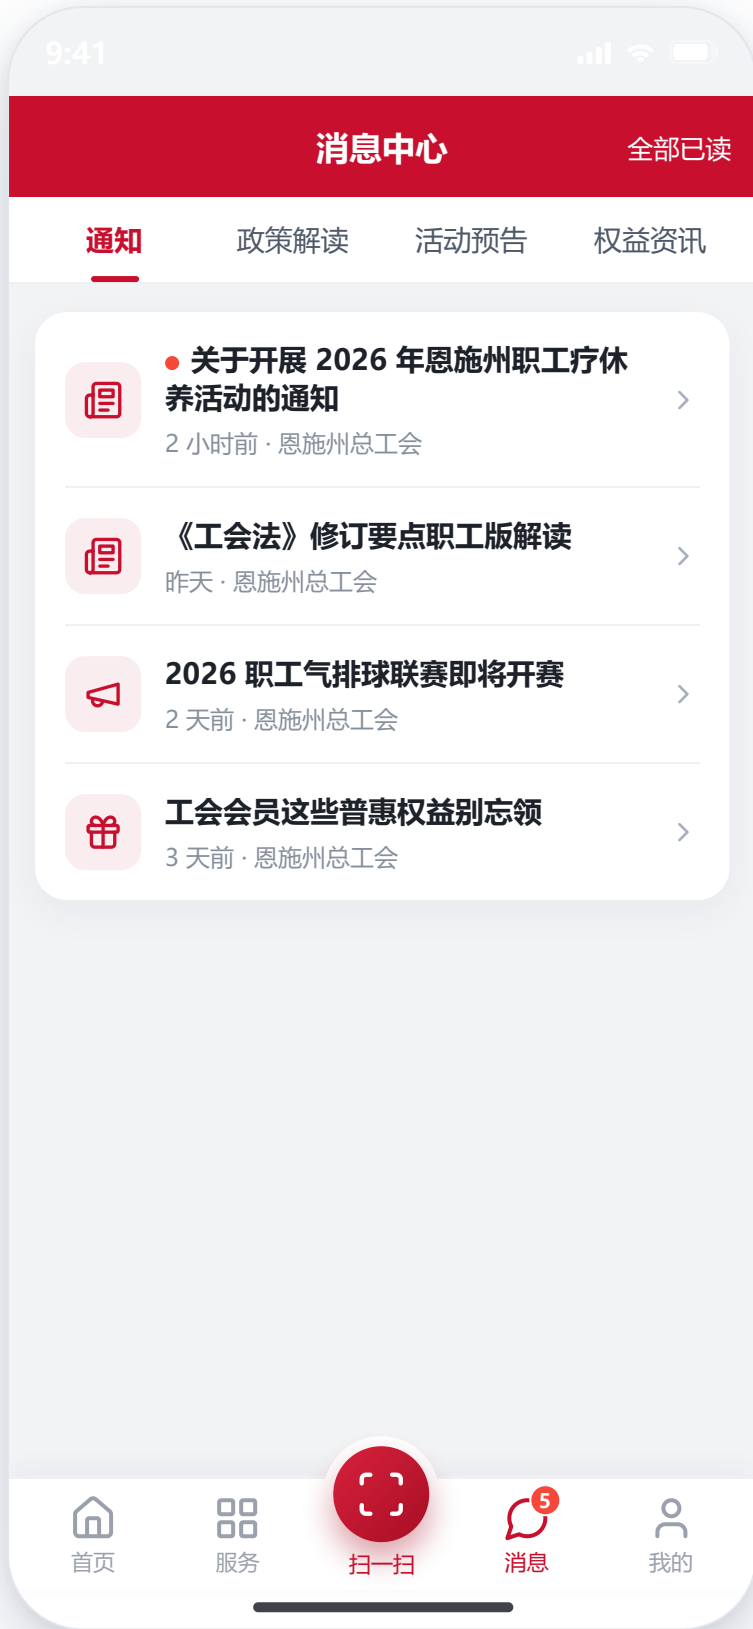 9:41
消息中心
全部已读
通知
政策解读
活动预告
权益资讯
关于开展 2026 年恩施州职工疗休
养活动的通知
2 小时前 · 恩施州总工会
《工会法》修订要点职工版解读
昨天 · 恩施州总工会
2026 职工气排球联赛即将开赛
2 天前 · 恩施州总工会
工会会员这些普惠权益别忘领
3 天前 · 恩施州总工会
首页
服务
扫一扫
5
消息
我的